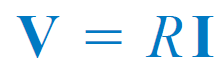 V = RI